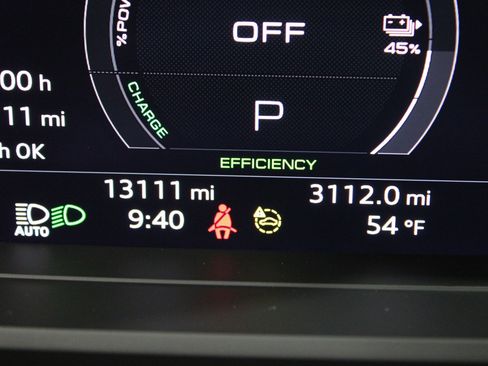 %POW
OFF
45%
00 h
11 mi
h OK
CHARGE
P
EFFICIENCY
13111 mi
3112.0 mi
AUTO
9:40
54 °F